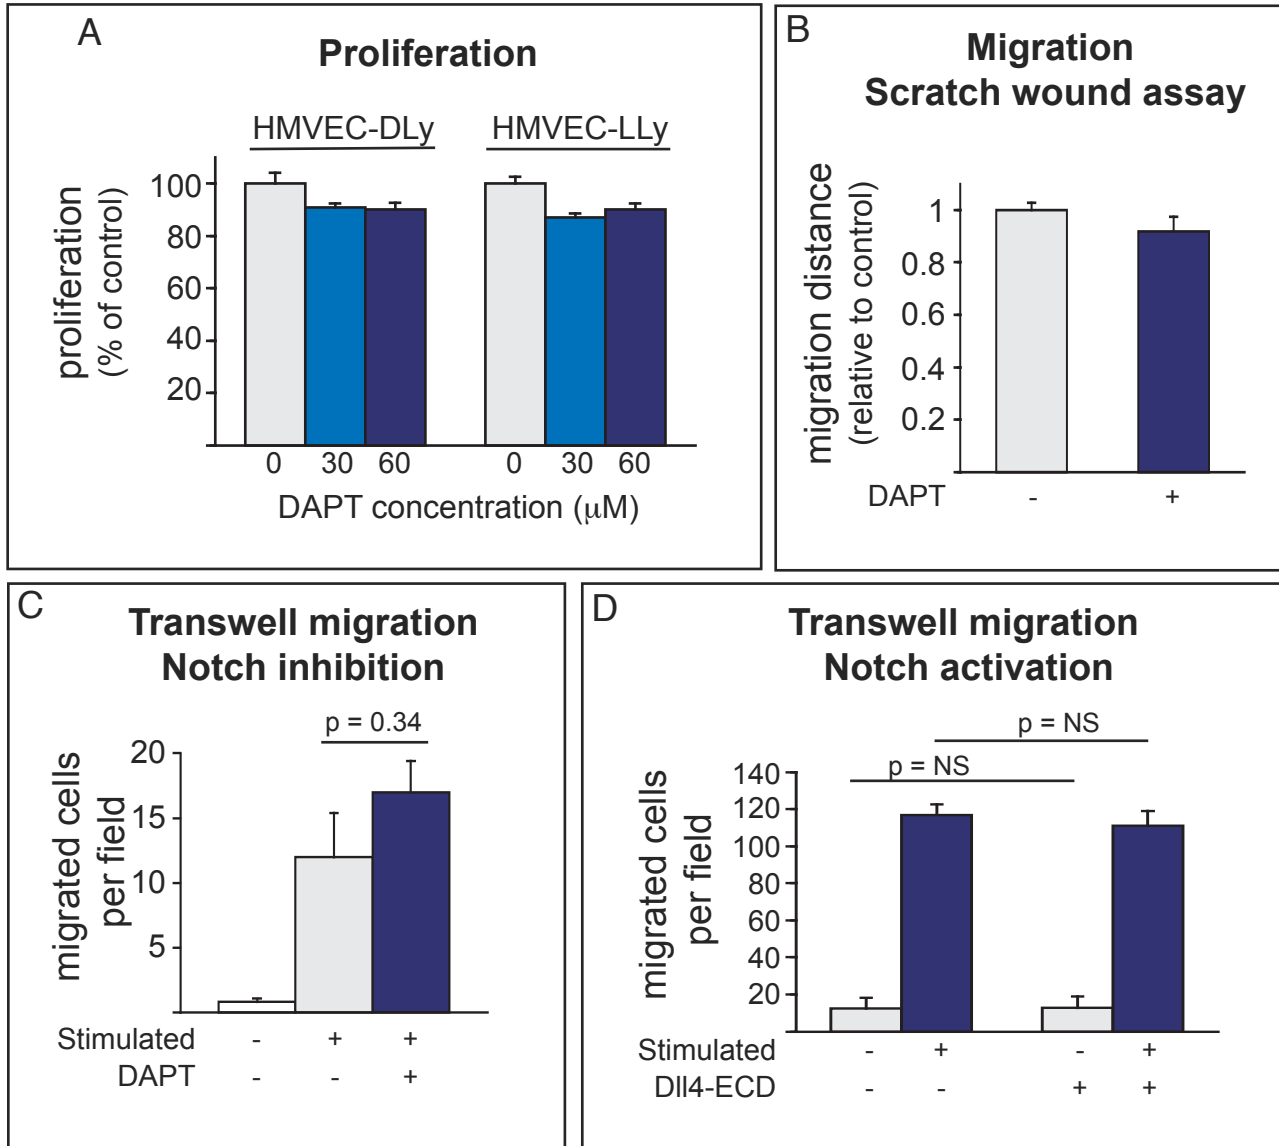 A
Proliferation
HMVEC-DLy HMVEC-LLy
proliferation
(% of control)
100
80
60
40
20
0 30 60 0 30 60
DAPT concentration (μM)
B
Migration
Scratch wound assay
migration distance
(relative to control)
1
0.8
0.6
0.4
0.2
DAPT - +
C
Transwell migration
Notch inhibition
p = 0.34
migrated cells
per field
20
15
10
5
Stimulated - + +
DAPT - - +
D
Transwell migration
Notch activation
p = NS
p = NS
migrated cells
per field
140
120
100
80
60
40
20
Stimulated - + - +
Dll4-ECD - - + +